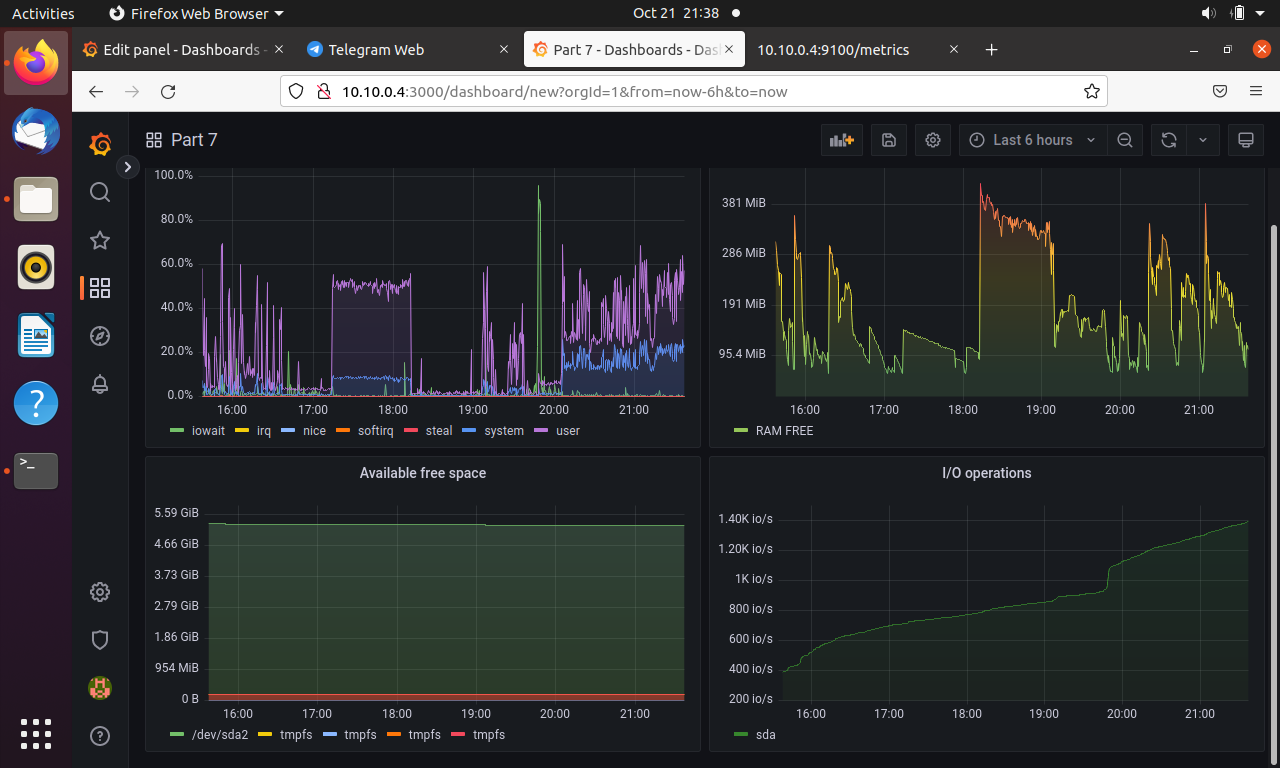 Activities Firefox Web Browser Oct 21 21:38
Edit panel - Dashboards - Telegram Web Part 7 - Dashboards - Das 10.10.0.4:9100/metrics
10.10.0.4:3000/dashboard/new?orgId=1&from=now-6h&to=now
Part 7 Last 6 hours
100.0%
80.0%
60.0%
40.0%
20.0%
0.0%
16:00 17:00 18:00 19:00 20:00 21:00
iowait irq nice softirq steal system user
381 MiB
286 MiB
191 MiB
95.4 MiB
16:00 17:00 18:00 19:00 20:00 21:00
RAM FREE
Available free space
5.59 GiB
4.66 GiB
3.73 GiB
2.79 GiB
1.86 GiB
954 MiB
0 B
16:00 17:00 18:00 19:00 20:00 21:00
/dev/sda2 tmpfs tmpfs tmpfs tmpfs
I/O operations
1.40K io/s
1.20K io/s
1K io/s
800 io/s
600 io/s
400 io/s
200 io/s
16:00 17:00 18:00 19:00 20:00 21:00
sda